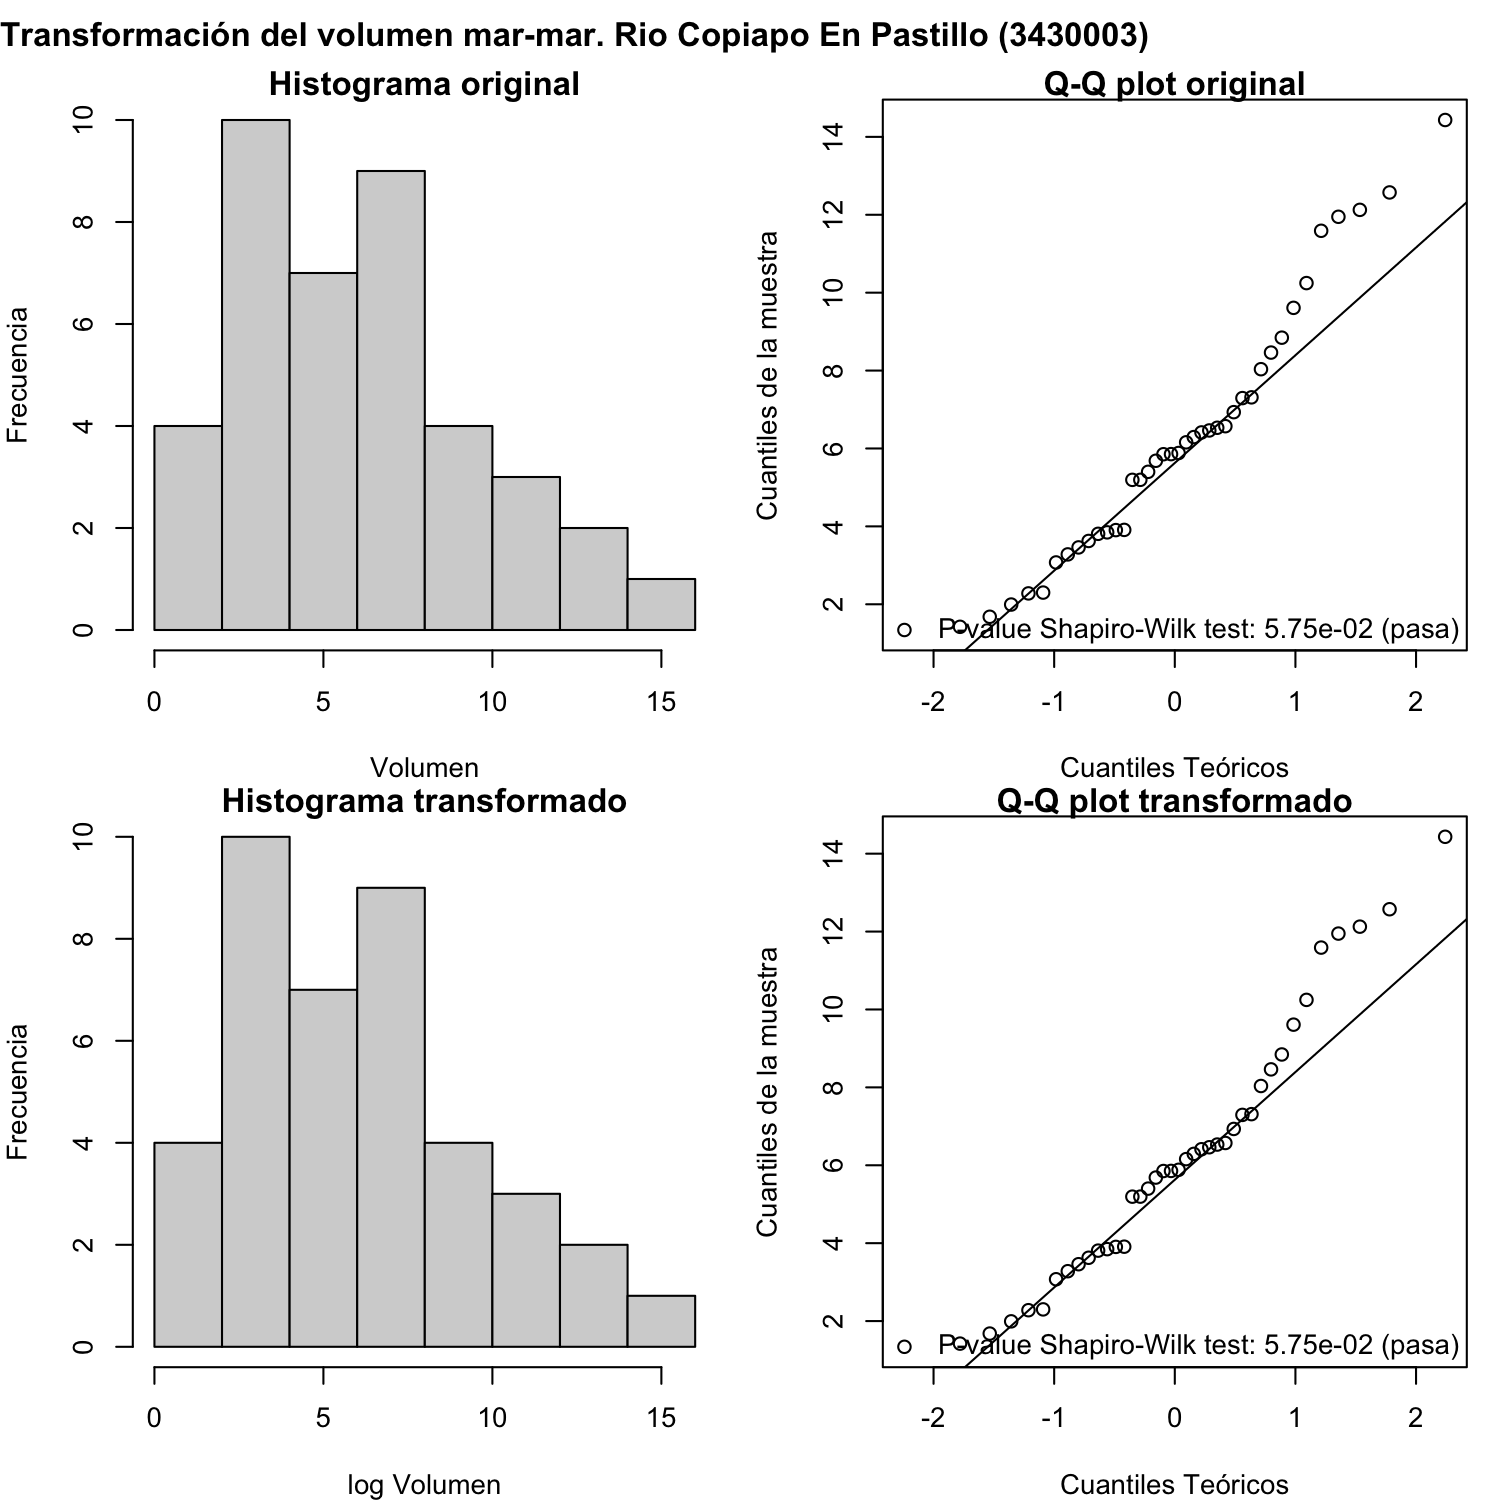 Transformación del volumen mar-mar. Rio Copiapo En Pastillo (3430003)
Histograma original
Frecuencia
10
8
6
4
2
0
0 5 10 15
Volumen
Q-Q plot original
Cuantiles de la muestra
14
12
10
8
6
4
2
P-value Shapiro-Wilk test: 5.75e-02 (pasa)
-2 -1 0 1 2
Cuantiles Teóricos
Histograma transformado
Frecuencia
10
8
6
4
2
0
0 5 10 15
log Volumen
Q-Q plot transformado
Cuantiles de la muestra
14
12
10
8
6
4
2
P-value Shapiro-Wilk test: 5.75e-02 (pasa)
-2 -1 0 1 2
Cuantiles Teóricos